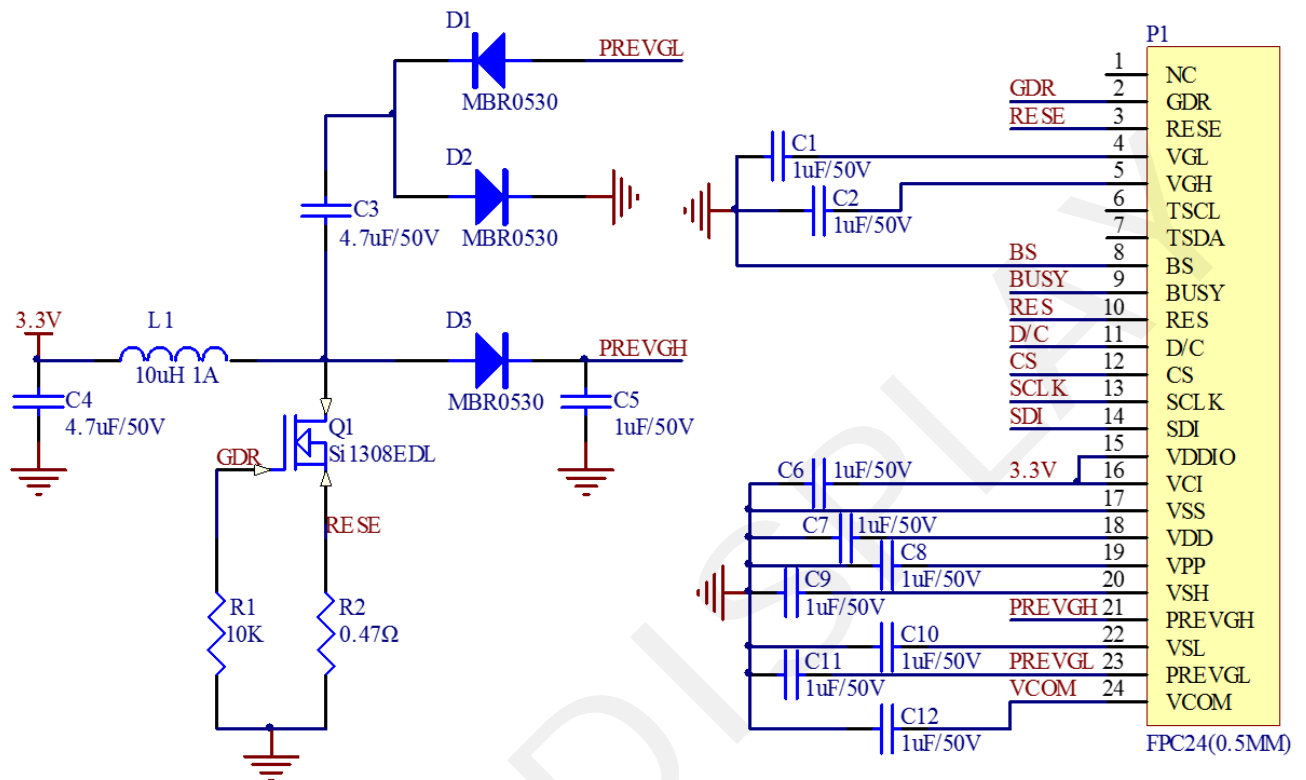 D1
PREVGL
MBR0530
D2
MBR0530
C3
4.7uF/50V
3.3V
L1
10uH 1A
D3
PREVGH
MBR0530
C4
4.7uF/50V
C5
1uF/50V
Q1
Si1308EDL
GDR
RESE
R1
10K
R2
0.47Ω
P1
1 NC
GDR 2 GDR
RESE 3 RESE
4 VGL
5 VGH
6 TSCL
7 TSDA
BS 8 BS
BUSY 9 BUSY
RES 10 RES
D/C 11 D/C
CS 12 CS
SCLK 13 SCLK
SDI 14 SDI
15 VDDIO
3.3V 16 VCI
17 VSS
18 VDD
19 VPP
20 VSH
PREVGH 21 PREVGH
22 VSL
PREVGL 23 PREVGL
VCOM 24 VCOM
FPC24(0.5MM)
C1
1uF/50V
C2
1uF/50V
C6 1uF/50V
C7 1uF/50V
C8
1uF/50V
C9
1uF/50V
C10
1uF/50V
C11
1uF/50V
C12
1uF/50V
DISPLAY